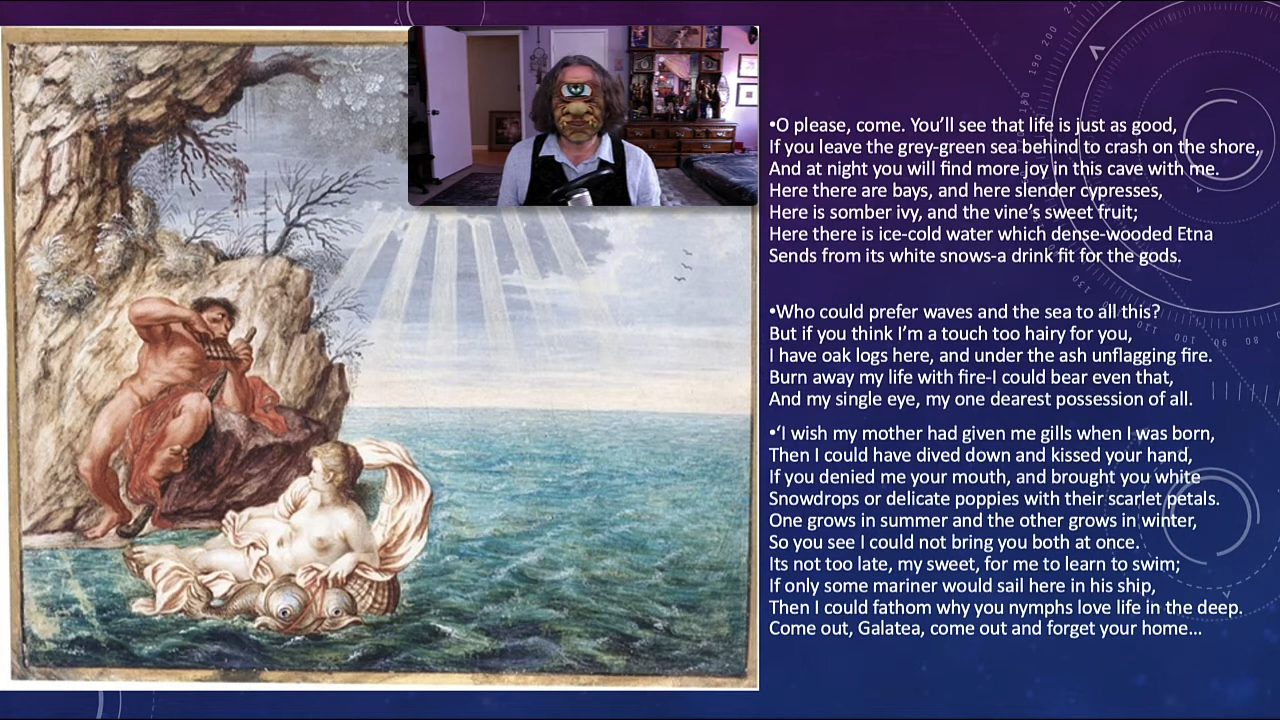 •O please, come. You’ll see that life is just as good,
If you leave the grey-green sea behind to crash on the shore,
And at night you will find more joy in this cave with me.
Here there are bays, and here slender cypresses,
Here is somber ivy, and the vine’s sweet fruit;
Here there is ice-cold water which dense-wooded Etna
Sends from its white snows-a drink fit for the gods.
•Who could prefer waves and the sea to all this?
But if you think I’m a touch too hairy for you,
I have oak logs here, and under the ash unflagging fire.
Burn away my life with fire-I could bear even that,
And my single eye, my one dearest possession of all.
•‘I wish my mother had given me gills when I was born,
Then I could have dived down and kissed your hand,
If you denied me your mouth, and brought you white
Snowdrops or delicate poppies with their scarlet petals.
One grows in summer and the other grows in winter,
So you see I could not bring you both at once.
Its not too late, my sweet, for me to learn to swim;
If only some mariner would sail here in his ship,
Then I could fathom why you nymphs love life in the deep.
Come out, Galatea, come out and forget your home…